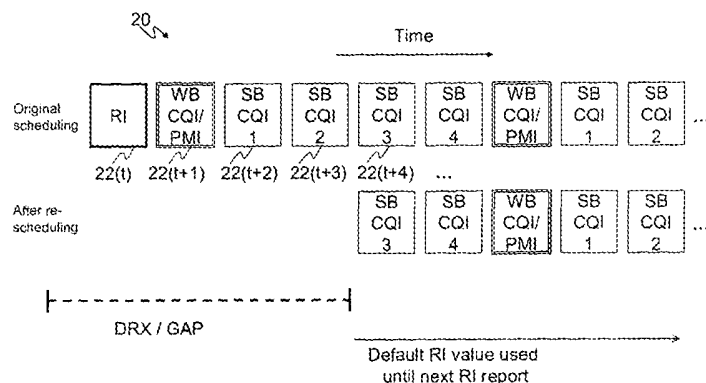 20
Time
Original
scheduling
RI
WB
CQI/
PMI
SB
CQI
1
SB
CQI
2
SB
CQI
3
SB
CQI
4
WB
CQI/
PMI
SB
CQI
1
SB
CQI
2
...
22(t)
22(t+1)
22(t+2)
22(t+3)
22(t+4)
...
After re-
scheduling
SB
CQI
3
SB
CQI
4
WB
CQI/
PMI
SB
CQI
1
SB
CQI
2
...
DRX / GAP
Default RI value used
until next RI report